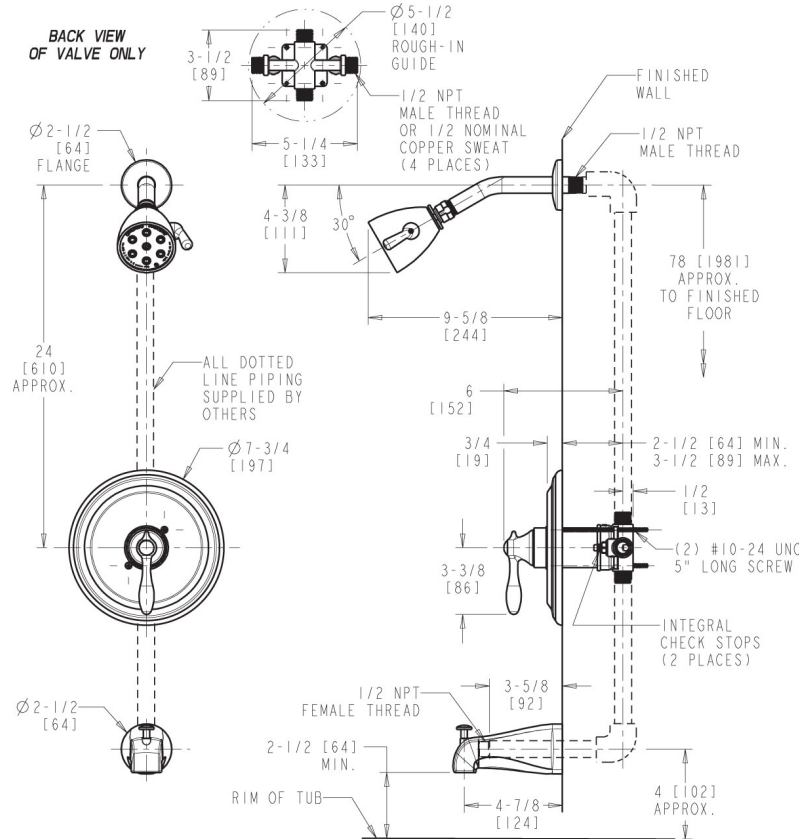 BACK VIEW
OF VALVE ONLY
3-1/2
[89]
Ø5-1/2
[140]
ROUGH-IN
GUIDE
5-1/4
[133]
1/2 NPT
MALE THREAD
OR 1/2 NOMINAL
COPPER SWEAT
(4 PLACES)
FINISHED
WALL
1/2 NPT
MALE THREAD
Ø2-1/2
[64]
FLANGE
4-3/8
[111]
30°
78 [1981]
APPROX.
TO FINISHED
FLOOR
9-5/8
[244]
24
[610]
APPROX.
ALL DOTTED
LINE PIPING
SUPPLIED BY
OTHERS
6
[152]
Ø7-3/4
[197]
3/4
[19]
2-1/2 [64] MIN.
3-1/2 [89] MAX.
1/2
[13]
(2) #10-24 UNC
5" LONG SCREW
3-3/8
[86]
INTEGRAL
CHECK STOPS
(2 PLACES)
Ø2-1/2
[64]
1/2 NPT
FEMALE THREAD
3-5/8
[92]
2-1/2 [64]
MIN.
RIM OF TUB
4-7/8
[124]
4 [102]
APPROX.